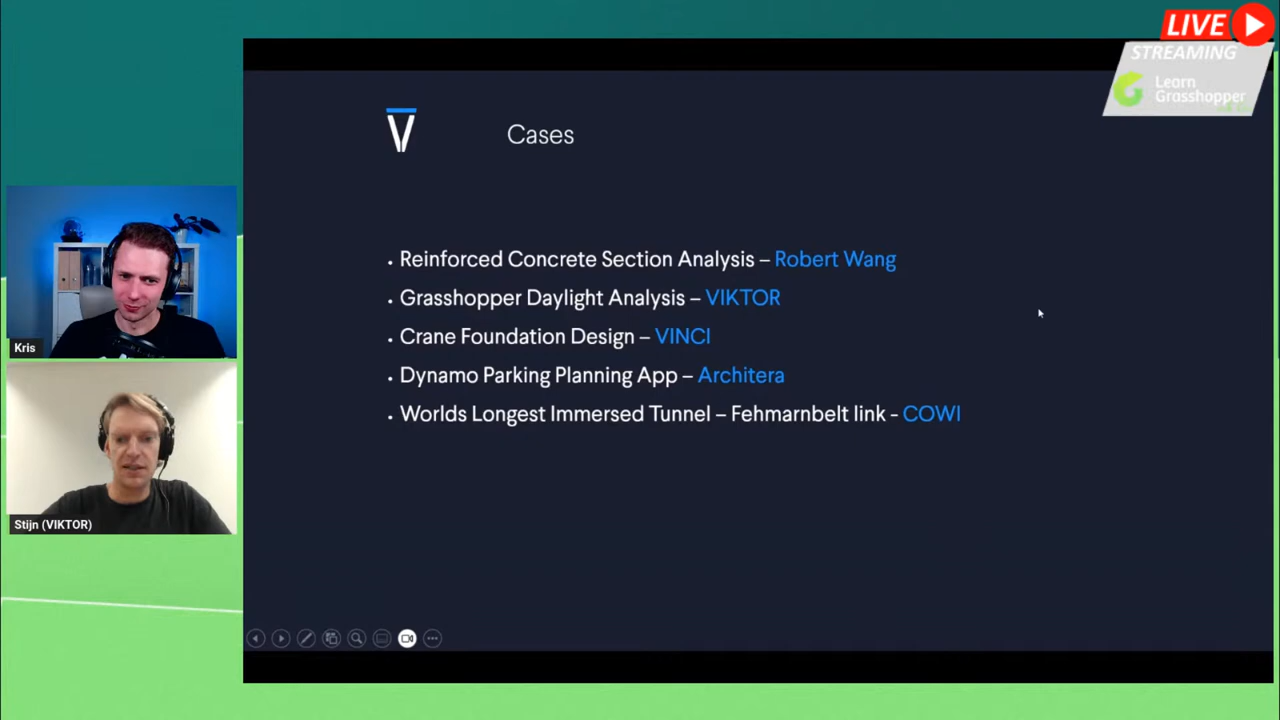 LIVE
STREAMING
Learn
Grasshopper
V
Cases
• Reinforced Concrete Section Analysis – Robert Wang
• Grasshopper Daylight Analysis – VIKTOR
• Crane Foundation Design – VINCI
• Dynamo Parking Planning App – Architera
• Worlds Longest Immersed Tunnel – Fehmarnbelt link - COWI
Kris
Stijn (VIKTOR)